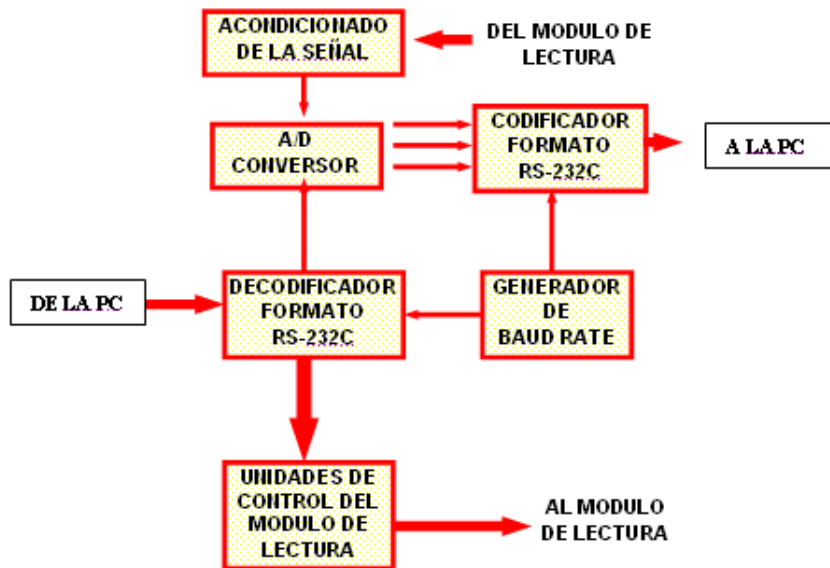 ACONDICIONADO
DE LA SEÑAL
DEL MODULO DE
LECTURA
A/D
CONVERSOR
CODIFICADOR
FORMATO
RS-232C
A LA PC
DE LA PC
DECODIFICADOR
FORMATO
RS-232C
GENERADOR
DE
BAUD RATE
UNIDADES DE
CONTROL DEL
MODULO DE
LECTURA
AL MODULO
DE LECTURA